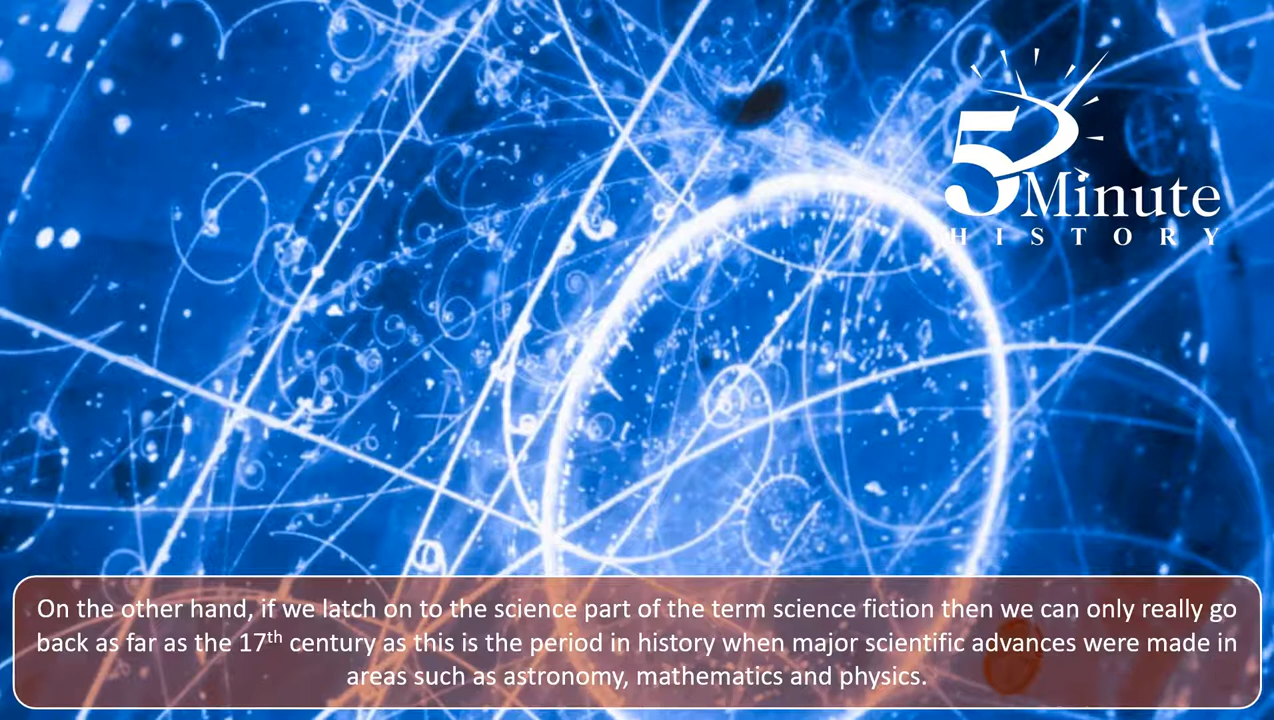 5 Minute
HISTORY
On the other hand, if we latch on to the science part of the term science fiction then we can only really go
back as far as the 17th century as this is the period in history when major scientific advances were made in
areas such as astronomy, mathematics and physics.